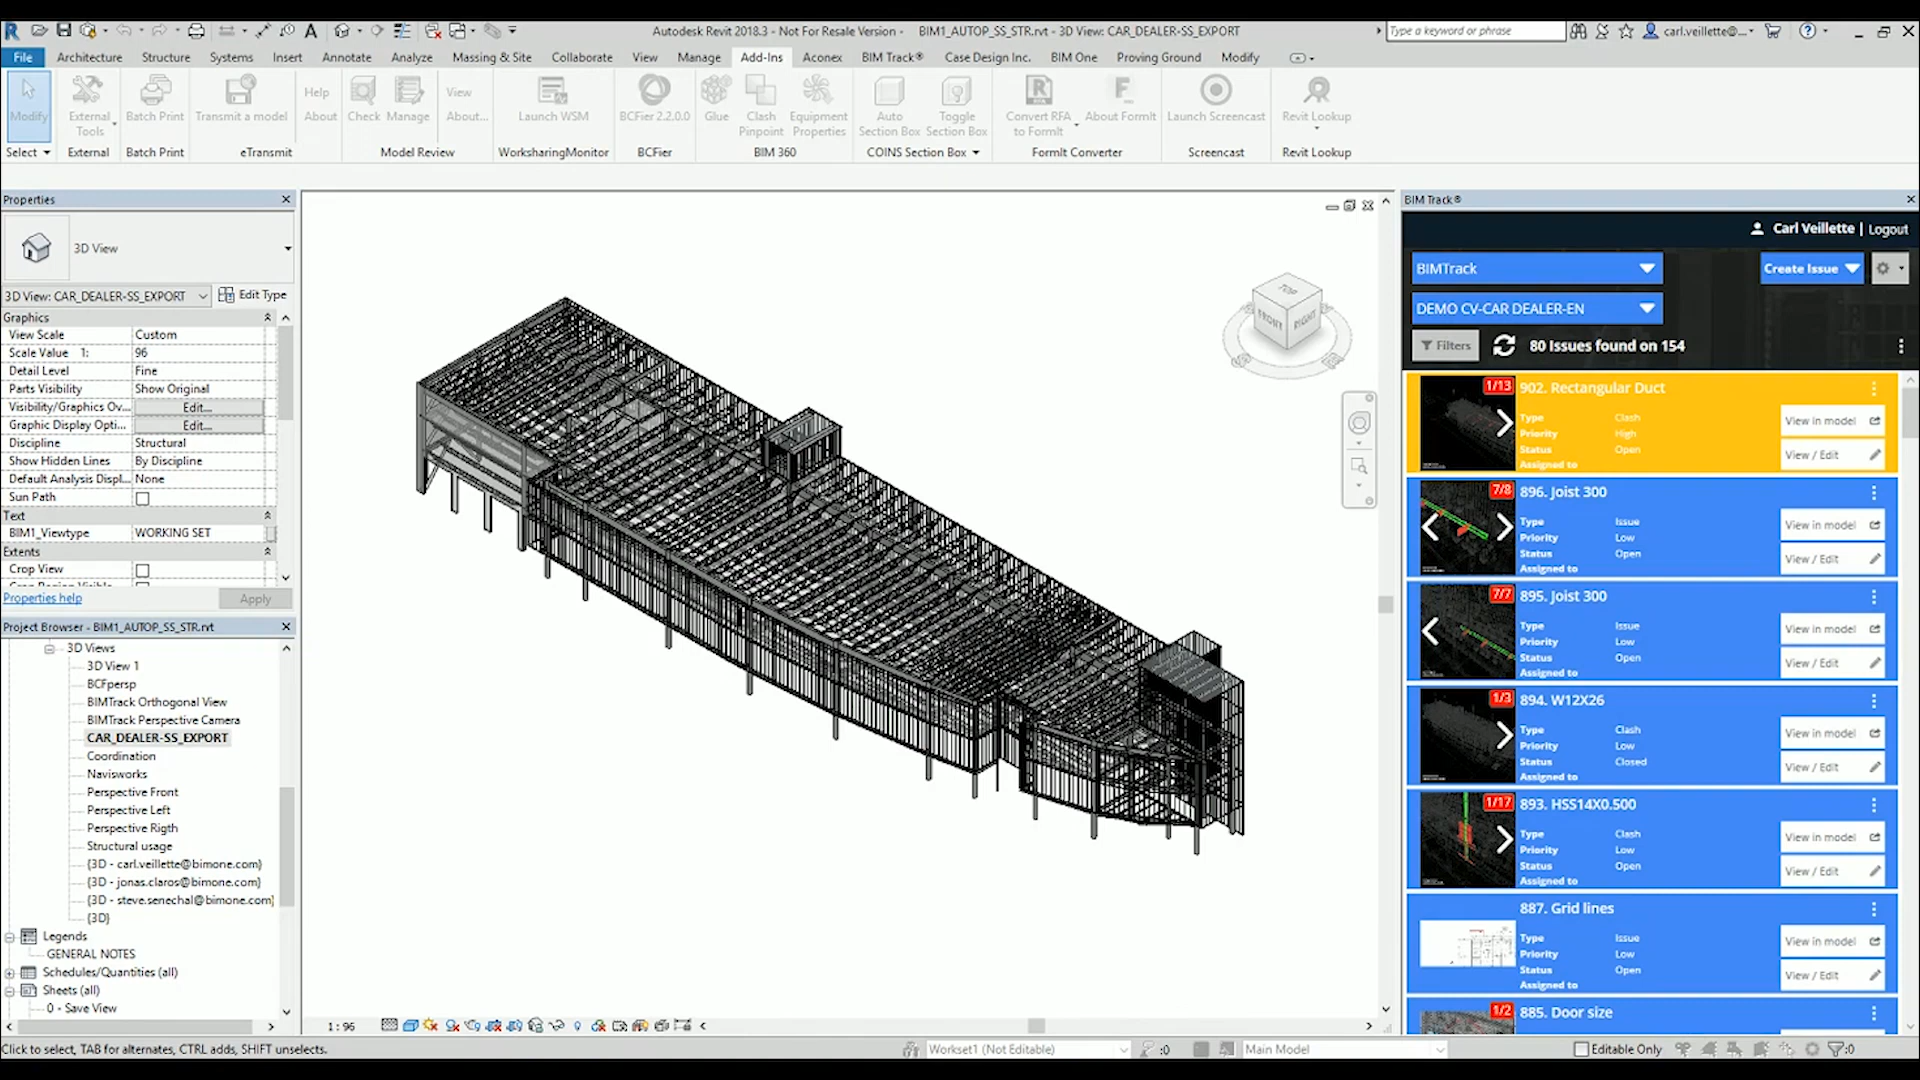 Autodesk Revit 2018.3 - Not For Resale Version - BIM1_AUTOP_SS_STR.rvt - 3D View: CAR_DEALER-SS_EXPORT
Type a keyword or phrase
carl.veillette@...
File Architecture Structure Systems Insert Annotate Analyze Massing & Site Collaborate View Manage Add-Ins Aconex BIM Track® Case Design Inc. BIM One Proving Ground Modify
Modify
External Tools
Batch Print
Transmit a model
Help
About
Check
Manage
View
About...
Launch WSM
BCFier 2.2.0.0
Glue
Clash Pinpoint
Equipment Properties
Auto Section Box
Toggle Section Box
Convert RFA to FormIt
About FormIt
Launch Screencast
Revit Lookup
Select External Batch Print eTransmit Model Review WorksharingMonitor BCFier BIM 360 COINS Section Box FormIt Converter Screencast Revit Lookup
Properties
3D View
3D View: CAR_DEALER-SS_EXPORT Edit Type
Graphics
View Scale Custom
Scale Value 1: 96
Detail Level Fine
Parts Visibility Show Original
Visibility/Graphics Ov... Edit...
Graphic Display Opti... Edit...
Discipline Structural
Show Hidden Lines By Discipline
Default Analysis Displ... None
Sun Path
Text
BIM1_Viewtype WORKING SET
Extents
Crop View
Properties help Apply
Project Browser - BIM1_AUTOP_SS_STR.rvt
3D Views
3D View 1
BCFpersp
BIMTrack Orthogonal View
BIMTrack Perspective Camera
CAR_DEALER-SS_EXPORT
Coordination
Navisworks
Perspective Front
Perspective Left
Perspective Rigth
Structural usage
{3D - carl.veillette@bimone.com}
{3D - jonas.claros@bimone.com}
{3D - steve.senechal@bimone.com}
{3D}
Legends
GENERAL NOTES
Schedules/Quantities (all)
Sheets (all)
0 - Save View
TOP
FRONT RIGHT
BIM Track®
Carl Veillette | Logout
BIMTrack Create Issue
DEMO CV-CAR DEALER-EN
Filters 80 Issues found on 154
1/13 902. Rectangular Duct
Type Clash View in model
Priority High
Status Open View / Edit
Assigned to
7/8 896. Joist 300
Type Issue View in model
Priority Low
Status Open View / Edit
Assigned to
7/7 895. Joist 300
Type Issue View in model
Priority Low
Status Open View / Edit
Assigned to
1/3 894. W12X26
Type Clash View in model
Priority Low
Status Closed View / Edit
Assigned to
1/17 893. HSS14X0.500
Type Clash View in model
Priority Low
Status Open View / Edit
Assigned to
887. Grid lines
Type Issue View in model
Priority Low
Status Open View / Edit
Assigned to
1/2 885. Door size
1 : 96
Click to select, TAB for alternates, CTRL adds, SHIFT unselects.
Workset1 (Not Editable) :0 Main Model Editable Only :0